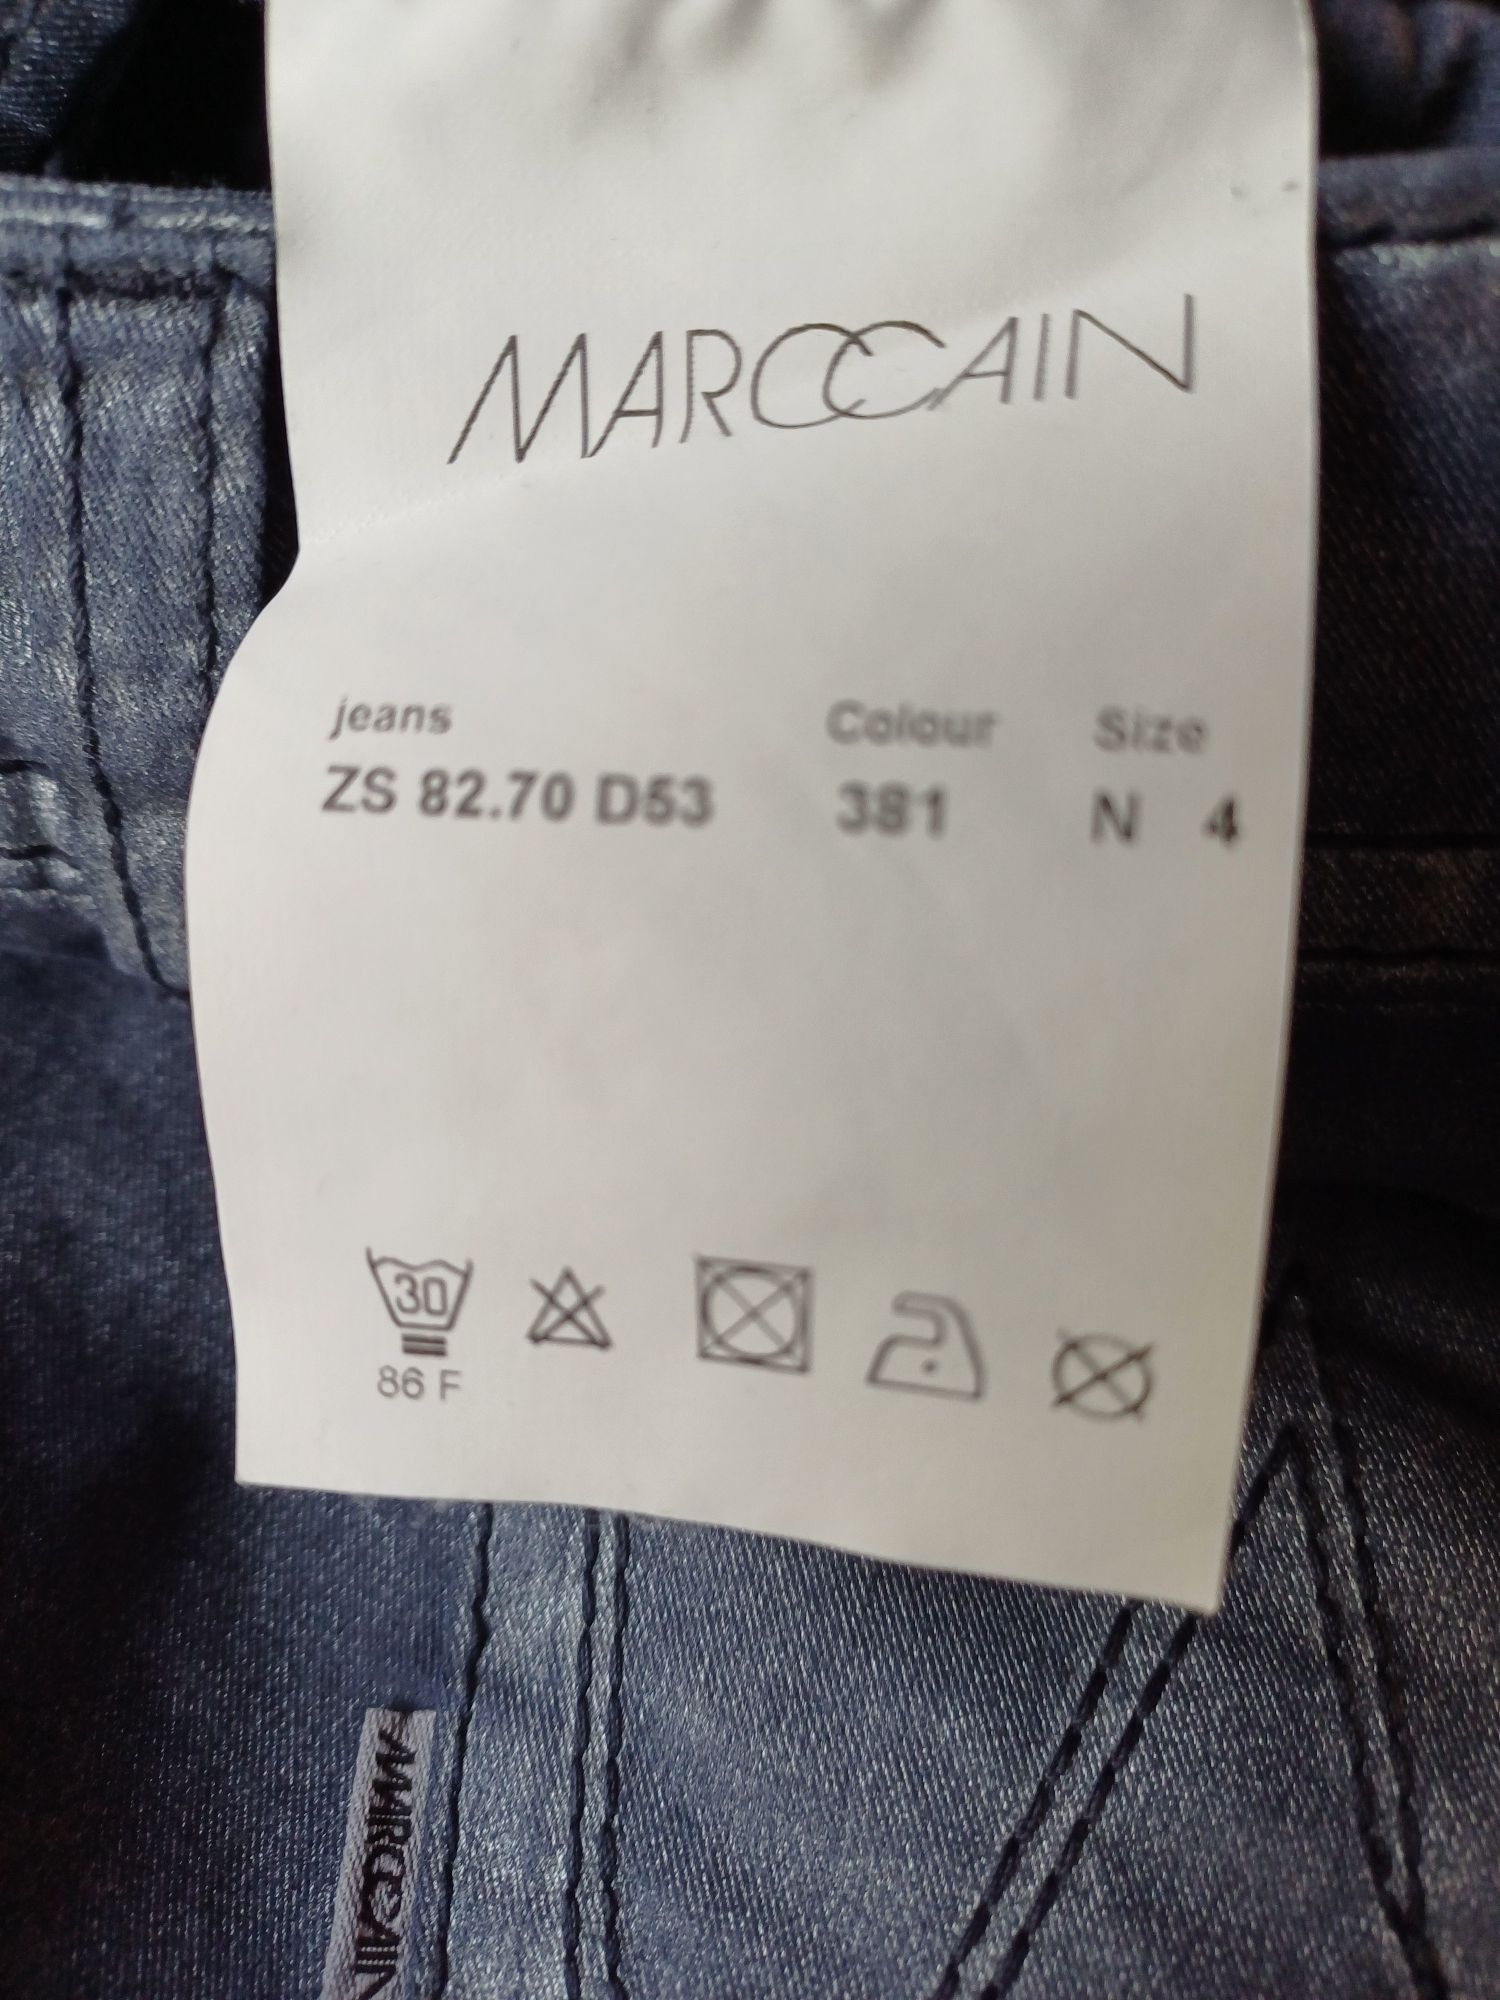 MARCCAIN
jeans Colour Size
ZS 82.70 D53 381 N 4
30
86 F
MARCCAIN